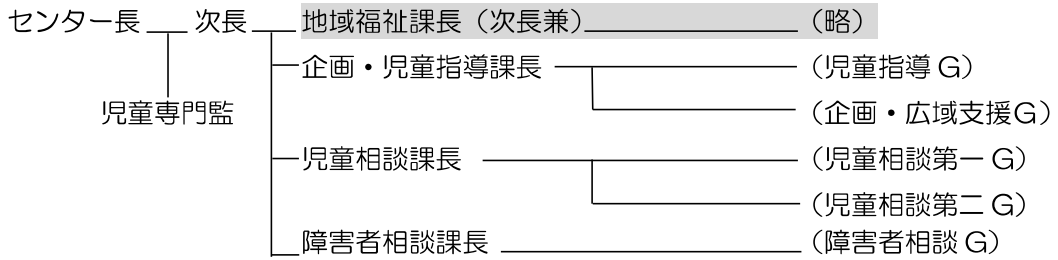 センター長 次長 地域福祉課長（次長兼） （略）
企画・児童指導課長 （児童指導G）
児童専門監 （企画・広域支援G）
児童相談課長 （児童相談第一G）
（児童相談第二G）
障害者相談課長 （障害者相談G）